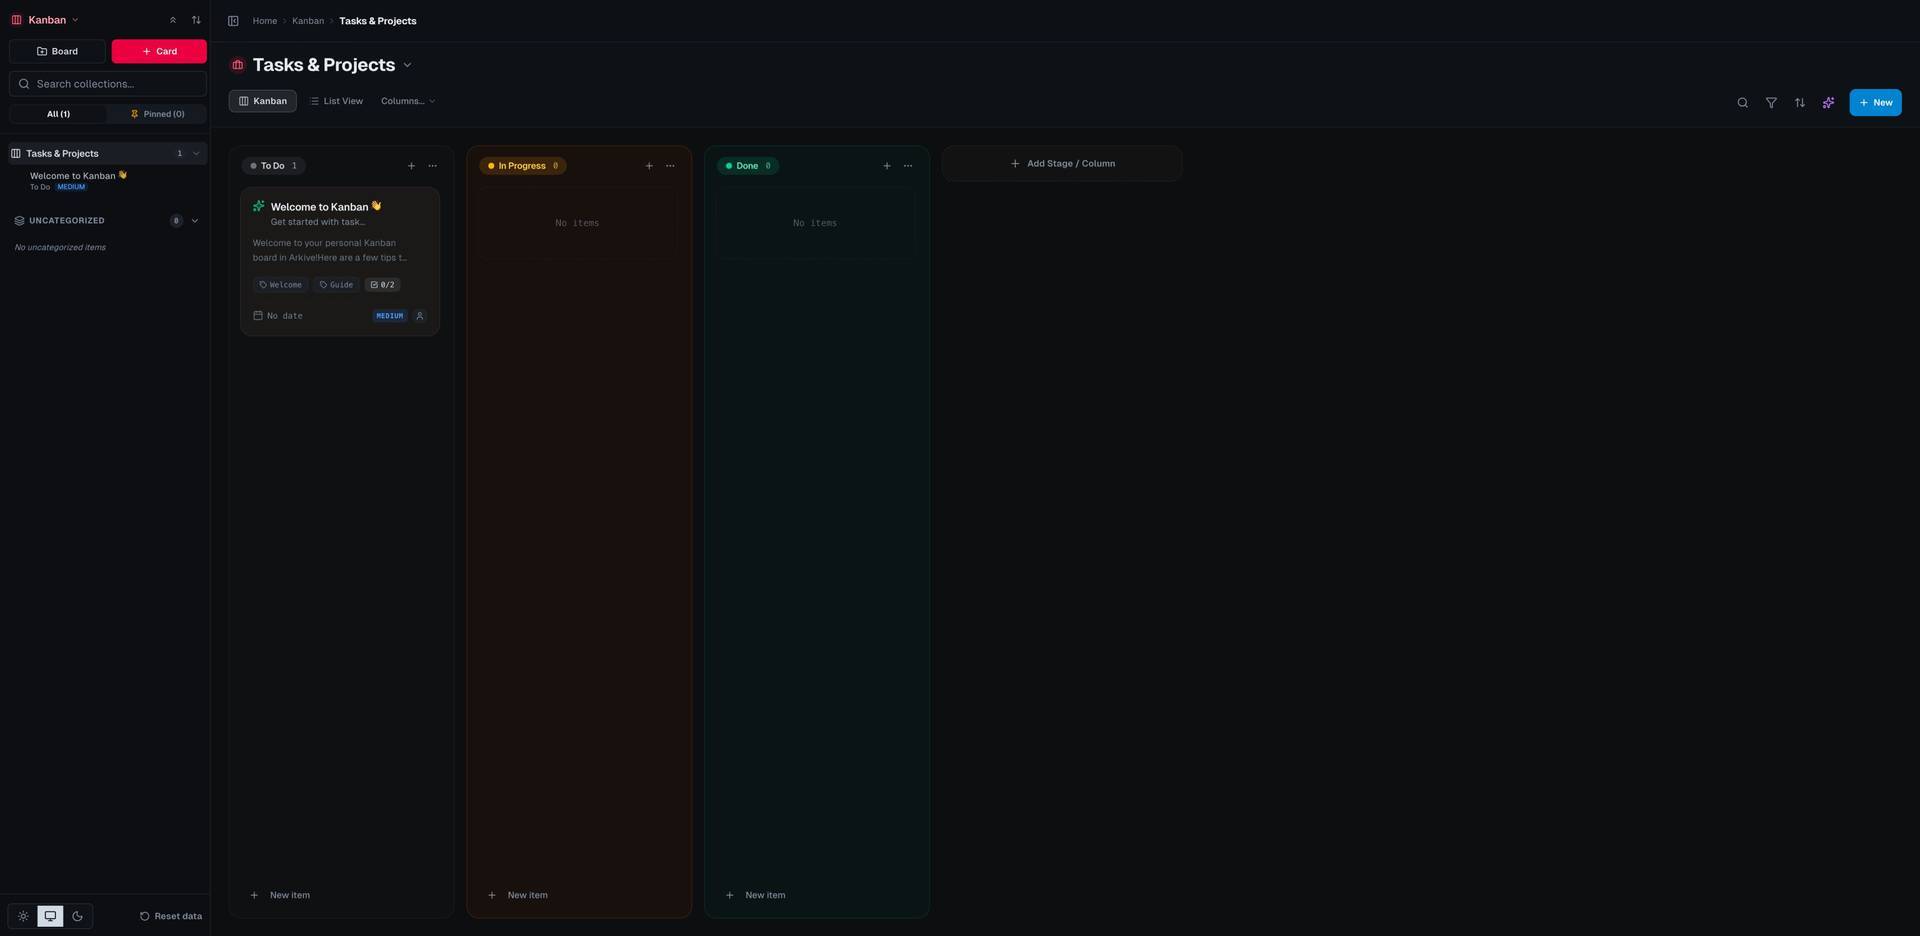 Kanban
Board
Card
Search collections...
All (1)
Pinned (0)
Tasks & Projects 1
Welcome to Kanban 👋
To Do MEDIUM
UNCATEGORIZED 0
No uncategorized items
Reset data
Home > Kanban > Tasks & Projects
Tasks & Projects
Kanban
List View
Columns...
New
To Do 1
Welcome to Kanban 👋
Get started with task...
Welcome to your personal Kanban
board in Arkive!Here are a few tips t...
Welcome
Guide
0/2
No date
MEDIUM
New item
In Progress 0
No items
New item
Done 0
No items
New item
Add Stage / Column